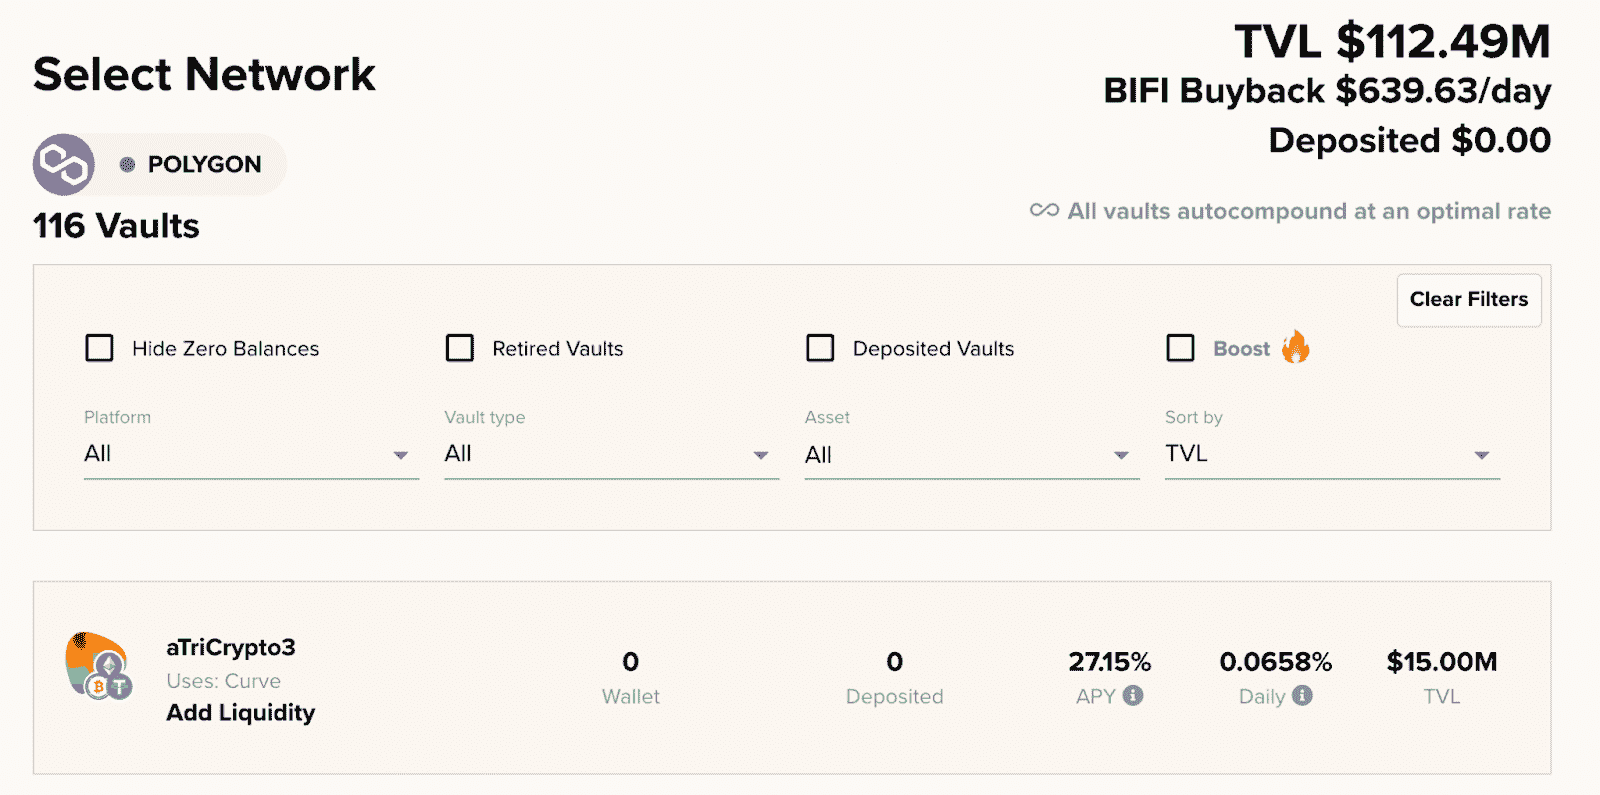 Select Network
TVL $112.49M
BIFI Buyback $639.63/day
Deposited $0.00
POLYGON
116 Vaults
All vaults autocompound at an optimal rate
Clear Filters
Hide Zero Balances
Retired Vaults
Deposited Vaults
Boost
Platform
All
Vault type
All
Asset
All
Sort by
TVL
aTriCrypto3
Uses: Curve
Add Liquidity
0
Wallet
0
Deposited
27.15%
APY
0.0658%
Daily
$15.00M
TVL